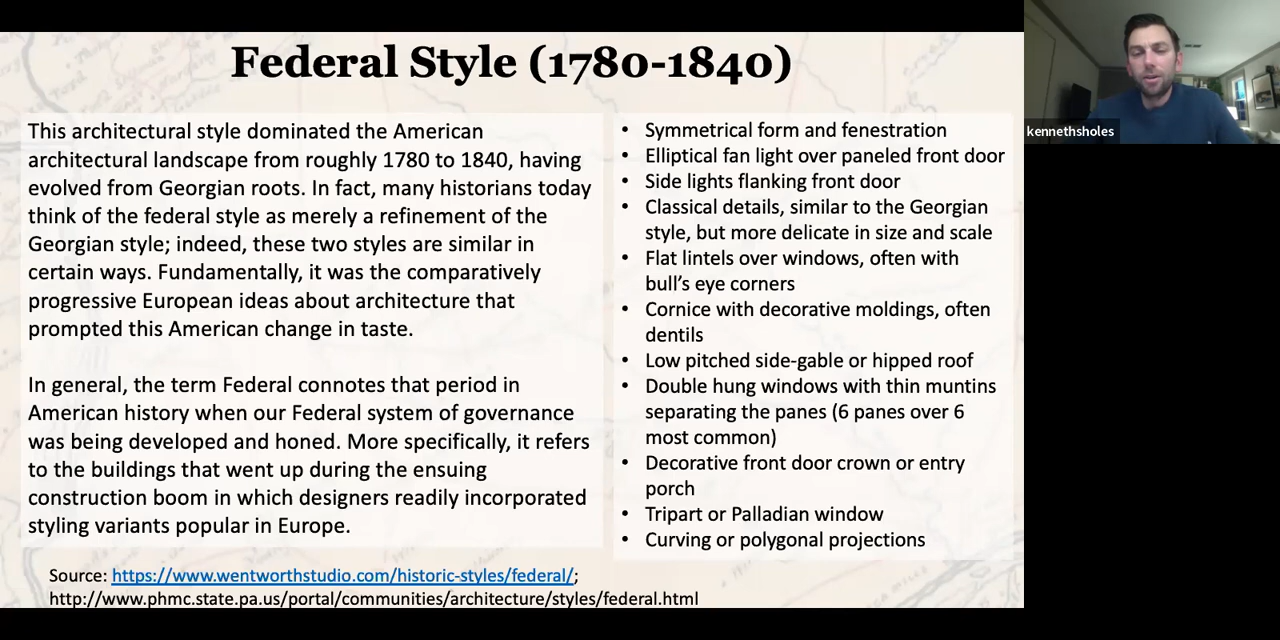 Federal Style (1780-1840)
This architectural style dominated the American
architectural landscape from roughly 1780 to 1840, having
evolved from Georgian roots. In fact, many historians today
think of the federal style as merely a refinement of the
Georgian style; indeed, these two styles are similar in
certain ways. Fundamentally, it was the comparatively
progressive European ideas about architecture that
prompted this American change in taste.
In general, the term Federal connotes that period in
American history when our Federal system of governance
was being developed and honed. More specifically, it refers
to the buildings that went up during the ensuing
construction boom in which designers readily incorporated
styling variants popular in Europe.
• Symmetrical form and fenestration
• Elliptical fan light over paneled front door
• Side lights flanking front door
• Classical details, similar to the Georgian
style, but more delicate in size and scale
• Flat lintels over windows, often with
bull's eye corners
• Cornice with decorative moldings, often
dentils
• Low pitched side-gable or hipped roof
• Double hung windows with thin muntins
separating the panes (6 panes over 6
most common)
• Decorative front door crown or entry
porch
• Tripart or Palladian window
• Curving or polygonal projections
Source: https://www.wentworthstudio.com/historic-styles/federal/;
http://www.phmc.state.pa.us/portal/communities/architecture/styles/federal.html
kennethsholes